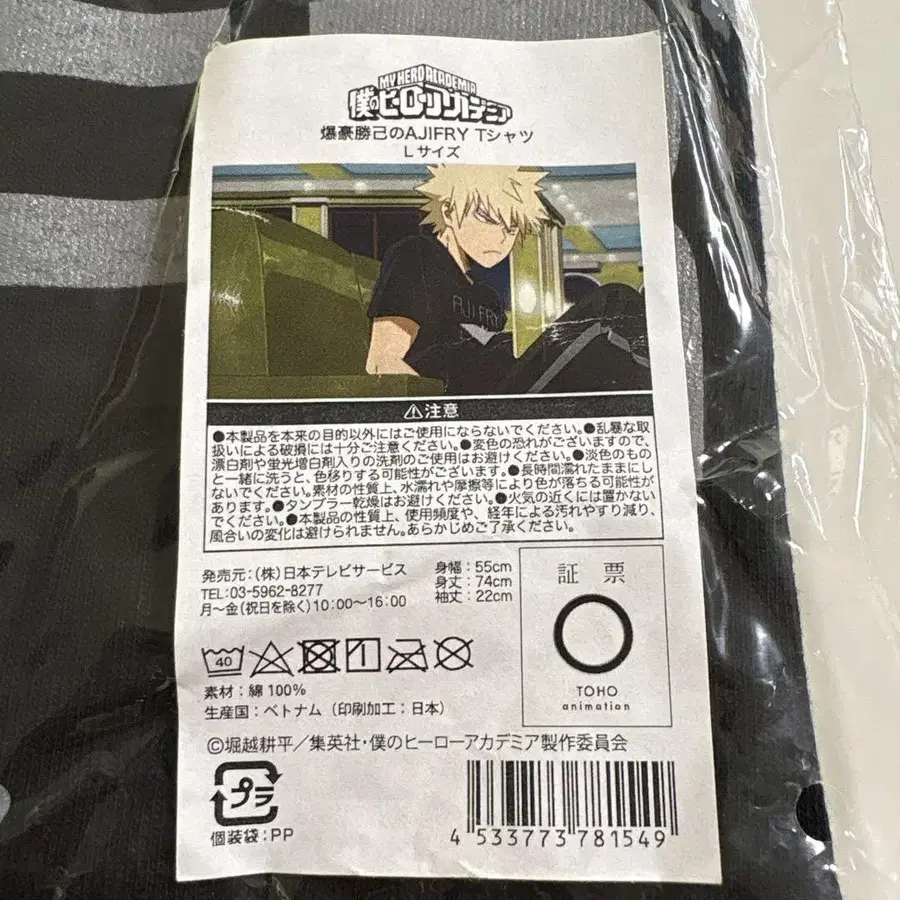 MY HERO ACADEMIA
僕のヒーローアカデミア
爆豪勝己のAJIFRY Tシャツ
Lサイズ
AJIFRY
⚠注意
●本製品を本来の目的以外にはご使用にならないでください。●乱暴な取
扱いによる破損には十分ご注意ください。●変色の恐れがございますので、
漂白剤や蛍光増白剤入りの洗剤のご使用はお避けください。●淡色のもの
と一緒に洗うと、色移りする可能性がございます。●長時間濡れたままにし
ないでください。素材の性質上、水濡れや摩擦等により色が落ちる可能性が
あります。●タンブラー乾燥はお避けください。●火気の近くには置かない
でください。●本製品の性質上、使用頻度や、経年による汚れやすり減り、
風合いの変化は避けられません。あらかじめご了承ください。
発売元:(株)日本テレビサービス
TEL:03-5962-8277
月～金(祝日を除く)10:00～16:00
身幅:55cm
身丈:74cm
袖丈:22cm
証 票
TOHO
animation
40
素材:綿100%
生産国:ベトナム(印刷加工:日本)
©堀越耕平/集英社・僕のヒーローアカデミア製作委員会
プラ
個装袋:PP
4 533773 781549